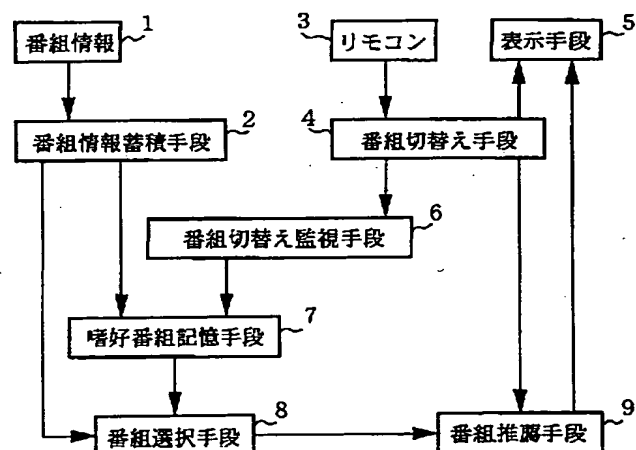 1
番組情報
3
リモコン
5
表示手段
2
番組情報蓄積手段
4
番組切替え手段
6
番組切替え監視手段
7
嗜好番組記憶手段
8
番組選択手段
9
番組推薦手段